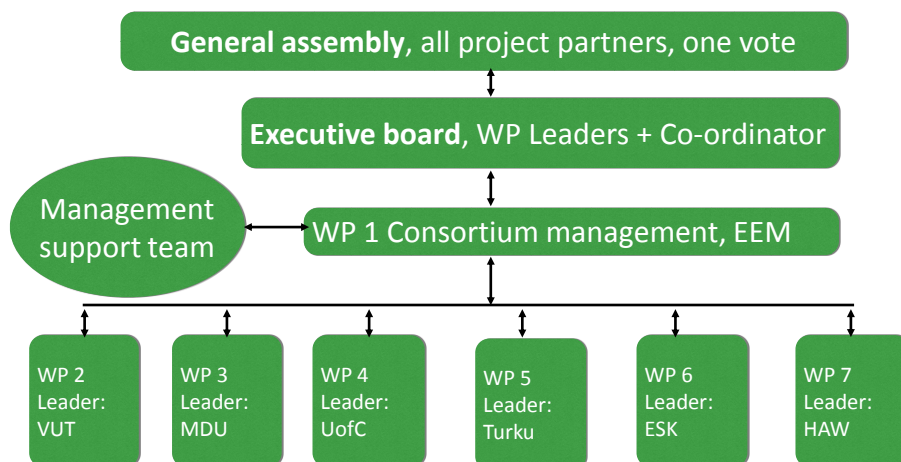 General assembly, all project partners, one vote
Executive board, WP Leaders + Co-ordinator
Management
support team
WP 1 Consortium management, EEM
WP 2
Leader:
VUT
WP 3
Leader:
MDU
WP 4
Leader:
UofC
WP 5
Leader:
Turku
WP 6
Leader:
ESK
WP 7
Leader:
HAW